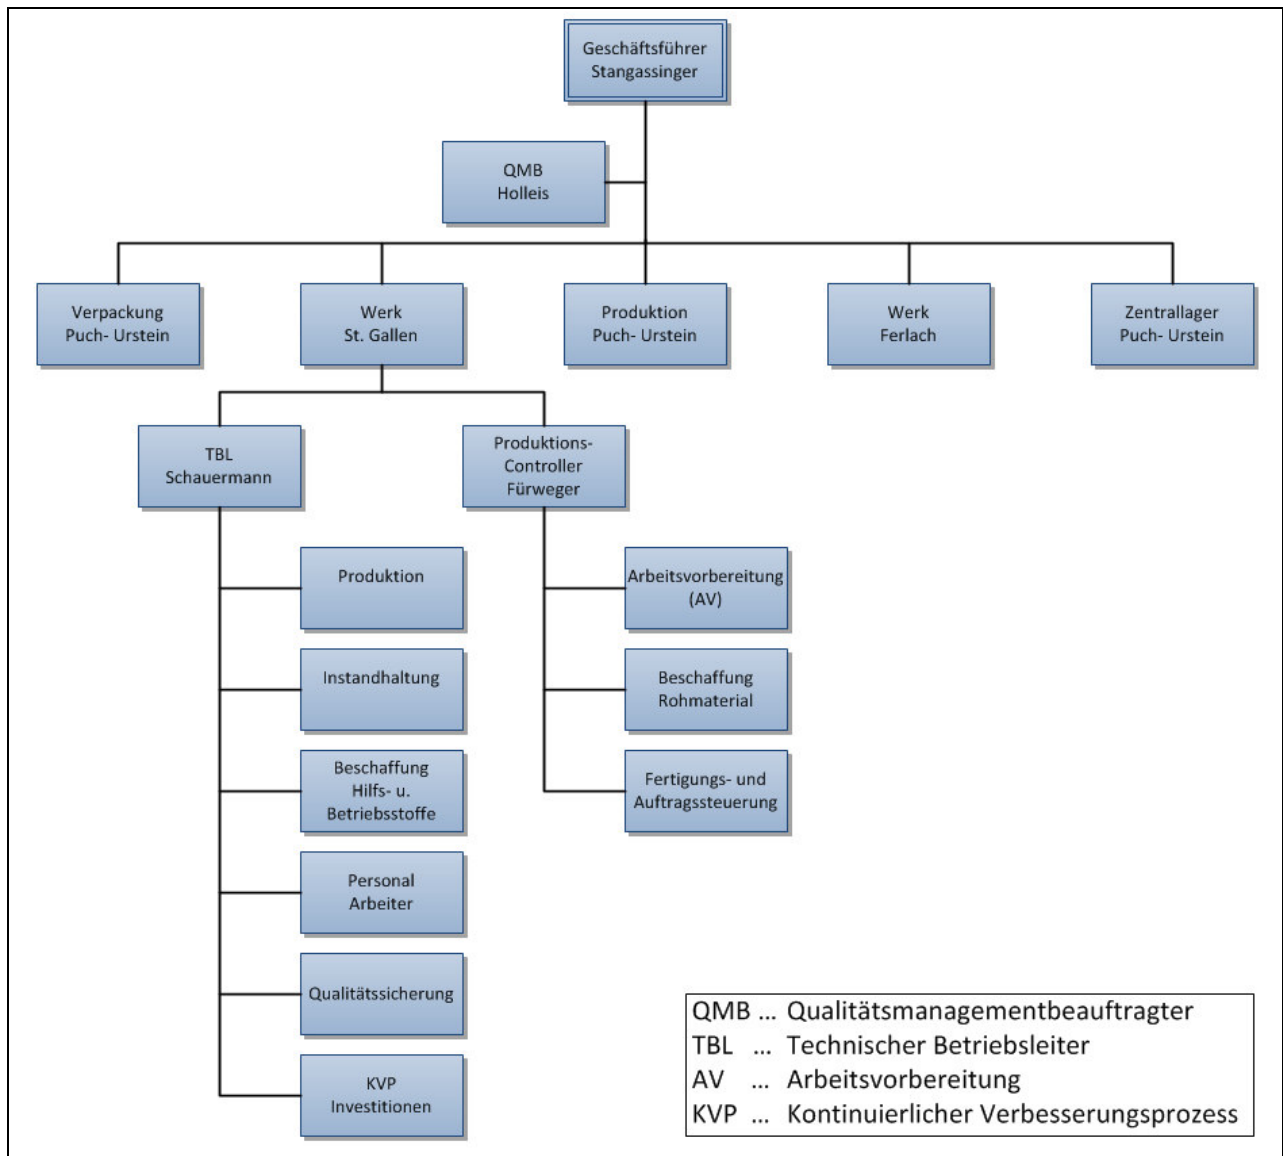 Geschäftsführer
Stangassinger
QMB
Holleis
Verpackung
Puch- Urstein
Werk
St. Gallen
Produktion
Puch- Urstein
Werk
Ferlach
Zentrallager
Puch- Urstein
TBL
Schauermann
Produktions-
Controller
Fürweger
Produktion
Instandhaltung
Beschaffung
Hilfs- u.
Betriebsstoffe
Personal
Arbeiter
Qualitätssicherung
KVP
Investitionen
Arbeitsvorbereitung
(AV)
Beschaffung
Rohmaterial
Fertigungs- und
Auftragssteuerung
QMB ... Qualitätsmanagementbeauftragter
TBL ... Technischer Betriebsleiter
AV ... Arbeitsvorbereitung
KVP ... Kontinuierlicher Verbesserungsprozess